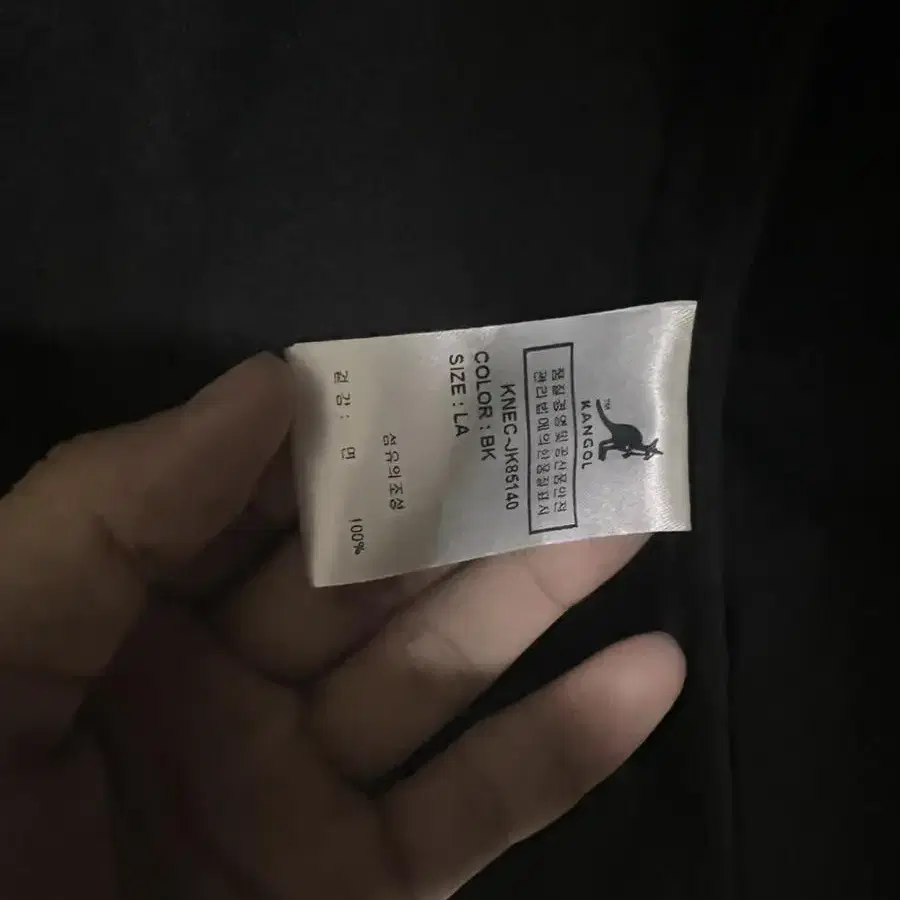 KANGOL
TM
품질경영및공산품안전
관리법에의한품질표시
KNEC-JK85140
COLOR : BK
SIZE : LA
섬유의조성
겉감 : 면 100%